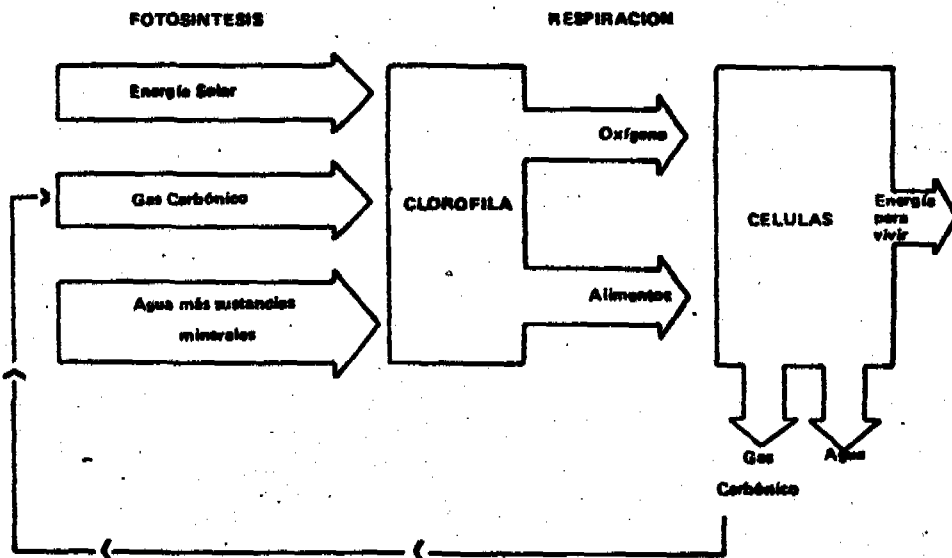 FOTOSINTESIS
RESPIRACION
Energía Solar
Gas Carbónico
Agua más sustancias
minerales
CLOROFILA
Oxígeno
Alimentos
CELULAS
Energía
para
vivir
Gas
Carbónico
Agua